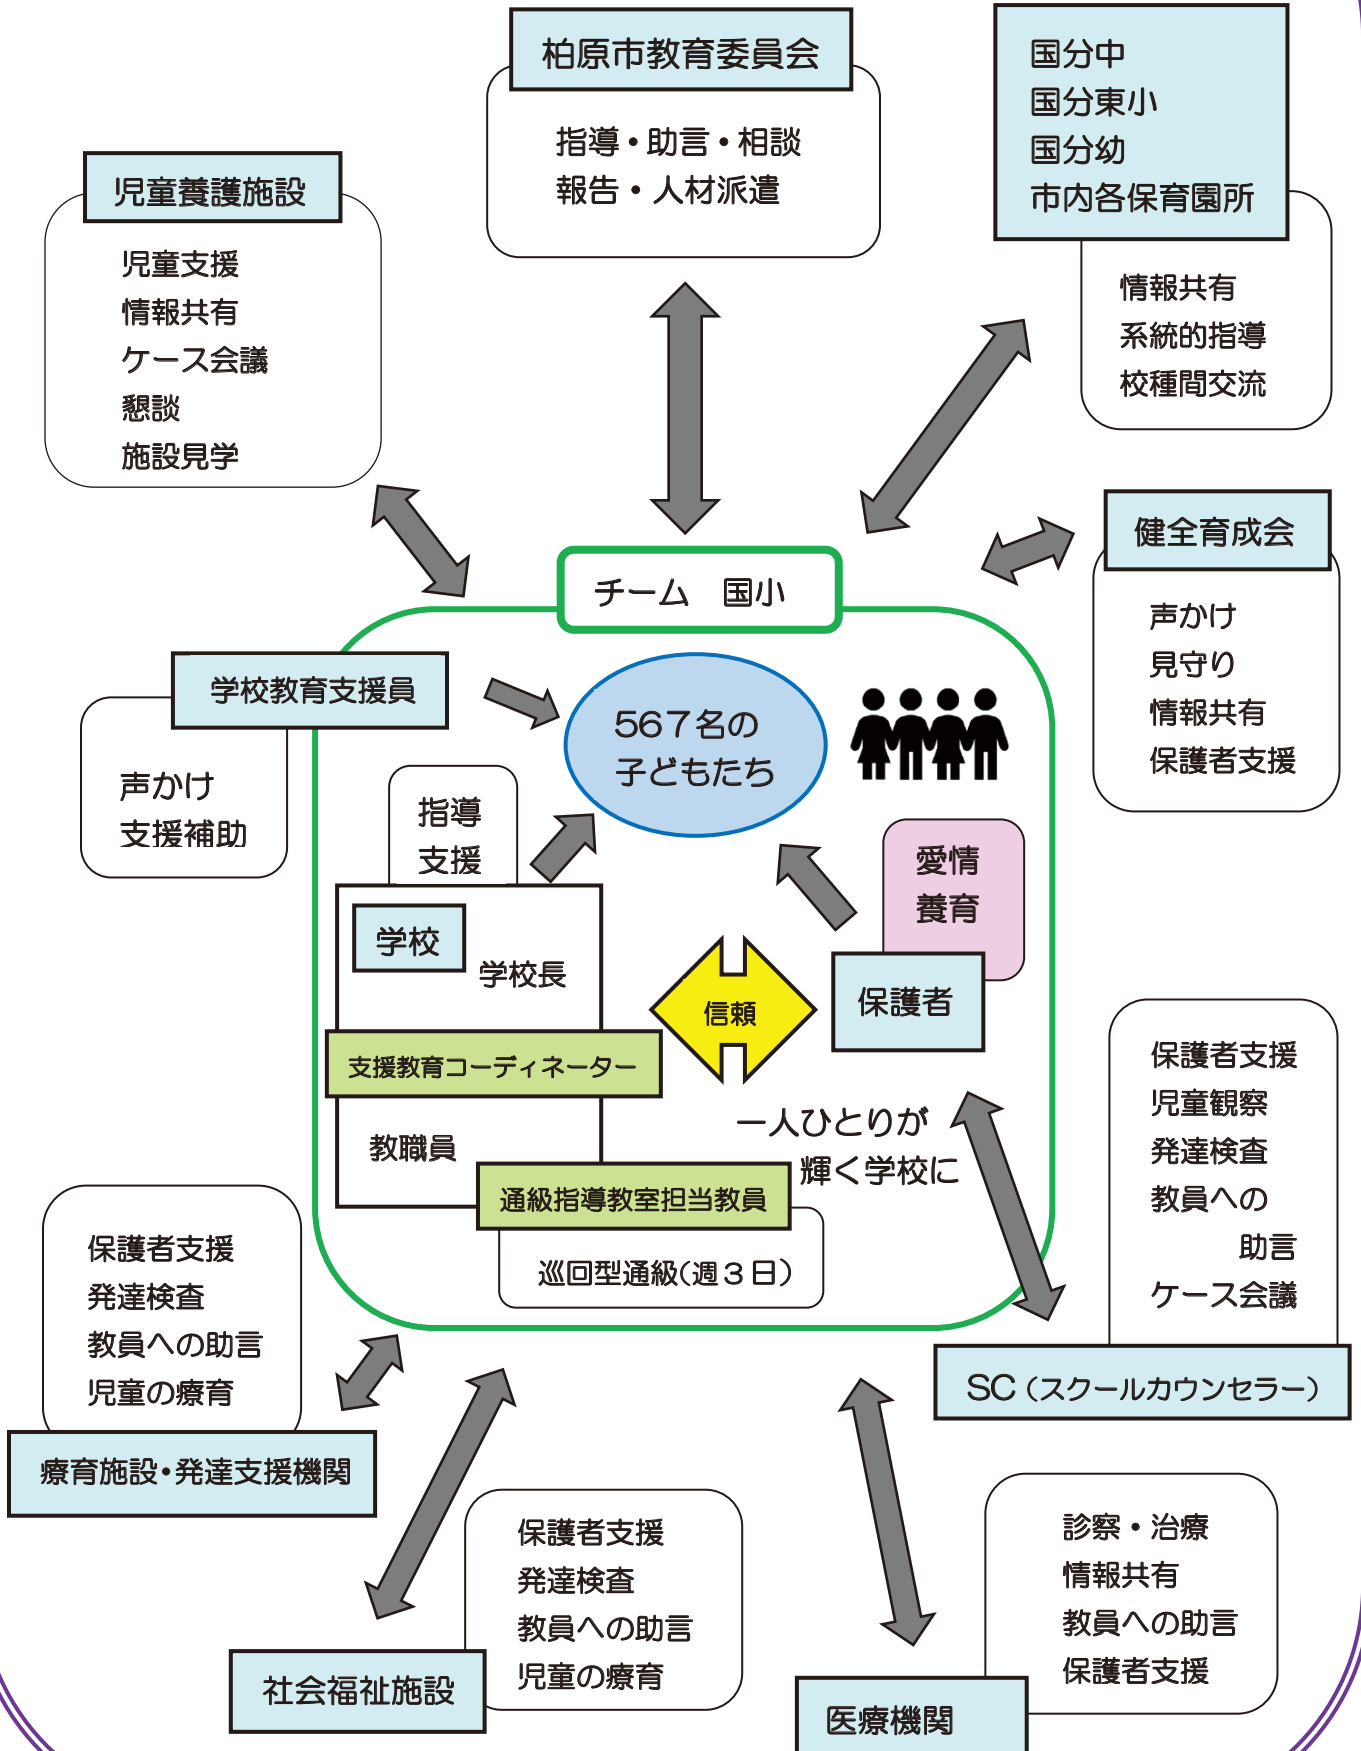 柏原市教育委員会
指導・助言・相談
報告・人材派遣
国分中
国分東小
国分幼
市内各保育園所
情報共有
系統的指導
校種間交流
児童養護施設
児童支援
情報共有
ケース会議
懇談
施設見学
健全育成会
声かけ
見守り
情報共有
保護者支援
チーム 国小
学校教育支援員
声かけ
支援補助
567名の
子どもたち
指導
支援
愛情
養育
学校
学校長
保護者
信頼
支援教育コーディネーター
教職員
一人ひとりが
輝く学校に
通級指導教室担当教員
巡回型通級(週3日)
保護者支援
児童観察
発達検査
教員への
助言
ケース会議
SC(スクールカウンセラー)
保護者支援
発達検査
教員への助言
児童の療育
療育施設・発達支援機関
保護者支援
発達検査
教員への助言
児童の療育
社会福祉施設
診察・治療
情報共有
教員への助言
保護者支援
医療機関